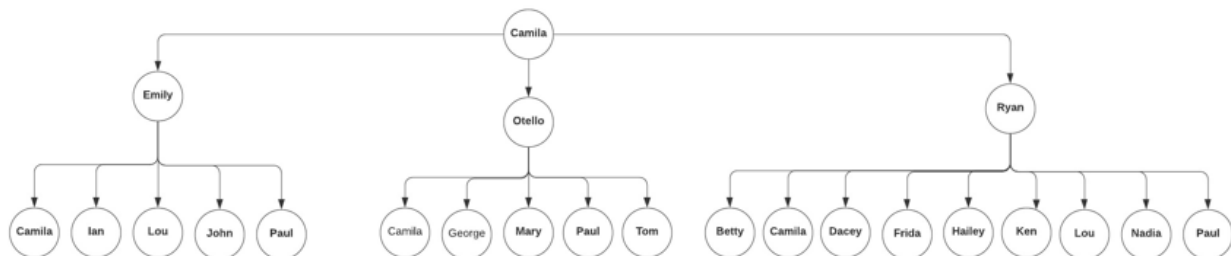 Camila
Emily
Otello
Ryan
Camila
Ian
Lou
John
Paul
Camila
George
Mary
Paul
Tom
Betty
Camila
Dacey
Frida
Hailey
Ken
Lou
Nadia
Paul